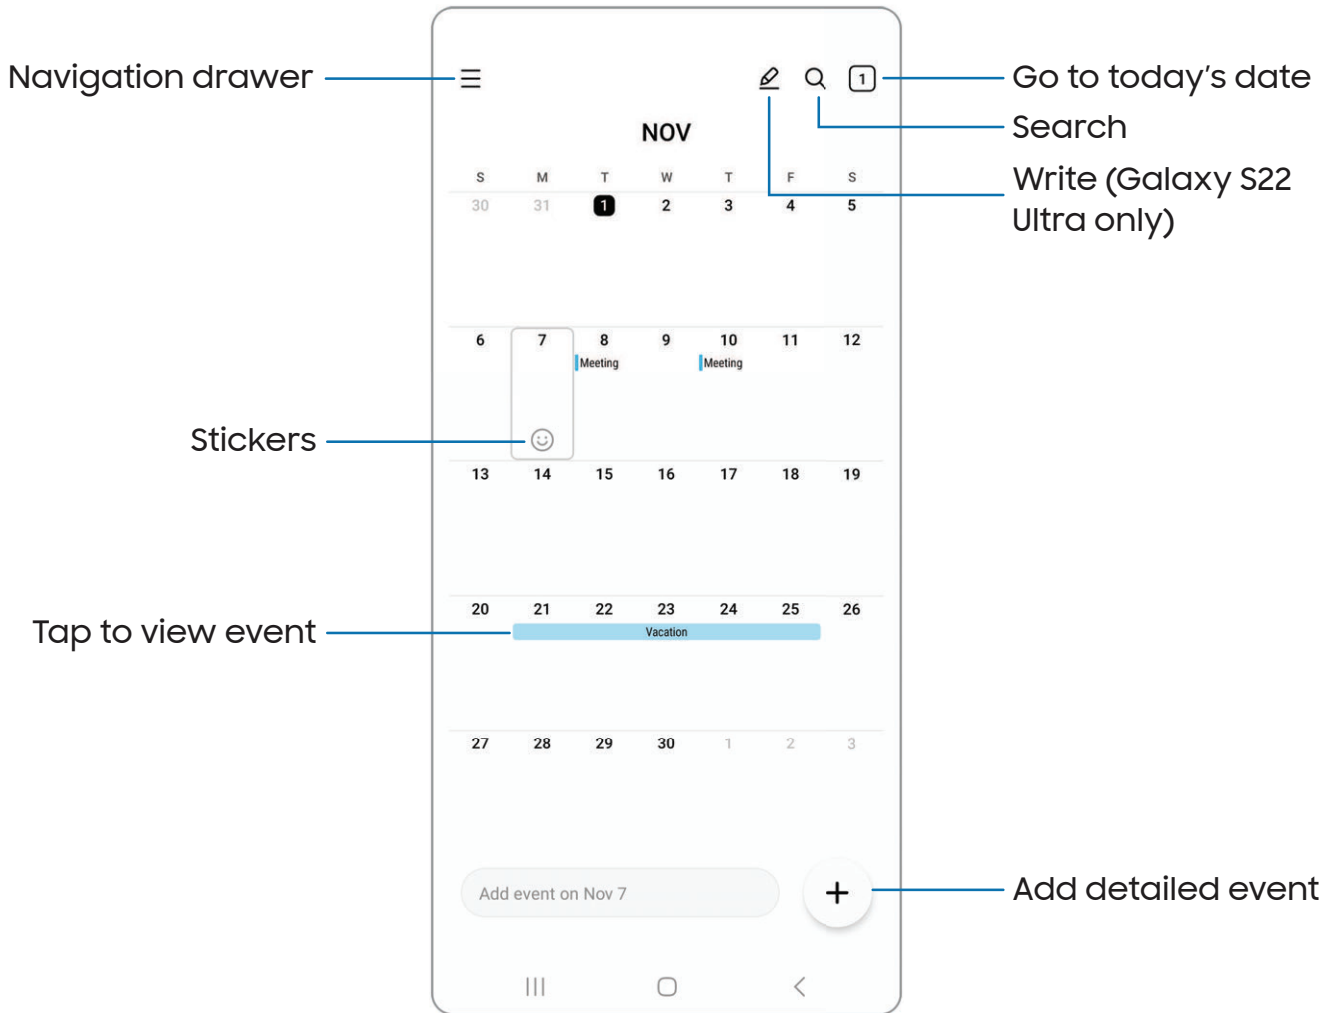 Navigation drawer
1
Go to today's date
Search
NOV
Write (Galaxy S22
Ultra only)
S M T W T F S
30 31 1 2 3 4 5
6 7 8 9 10 11 12
Meeting Meeting
Stickers
13 14 15 16 17 18 19
20 21 22 23 24 25 26
Tap to view event
Vacation
27 28 29 30 1 2 3
Add event on Nov 7
+
Add detailed event